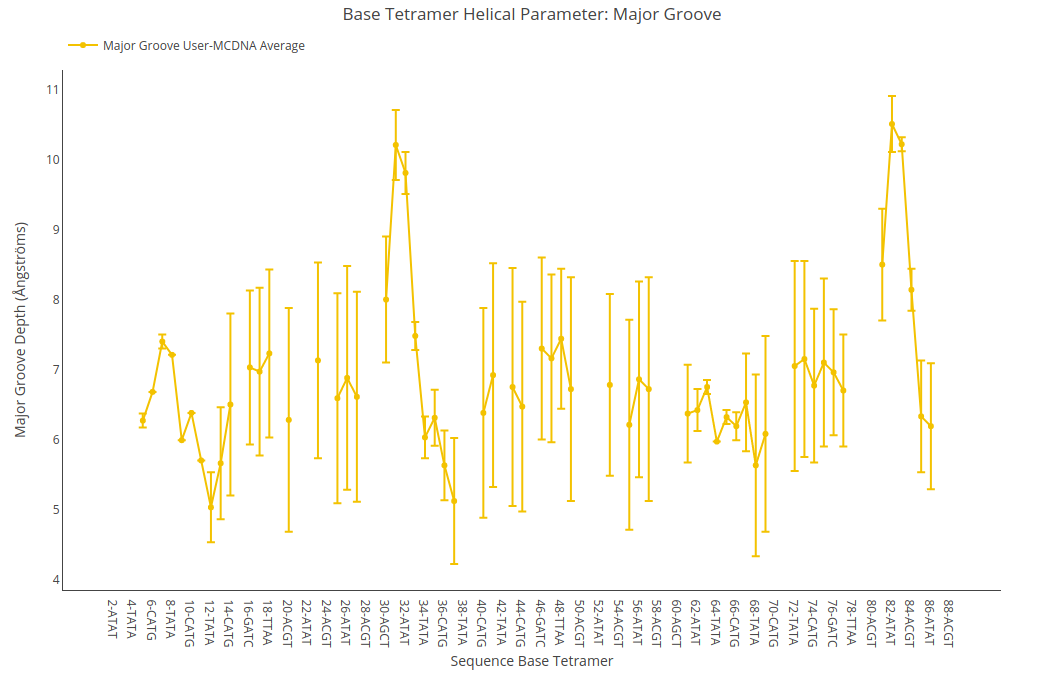 Base Tetramer Helical Parameter: Major Groove
Major Groove User-MCDNA Average
11
10
9
8
7
6
5
4
Major Groove Depth (Ångströms)
2-ATAT
4-TATA
6-CATG
8-TATA
10-CATG
12-TATA
14-CATG
16-GATC
18-TTAA
20-ACGT
22-ATAT
24-ACGT
26-ATAT
28-ACGT
30-AGCT
32-ATAT
34-TATA
36-CATG
38-TATA
40-CATG
42-TATA
44-CATG
46-GATC
48-TTAA
50-ACGT
52-ATAT
54-ACGT
56-ATAT
58-ACGT
60-AGCT
62-ATAT
64-TATA
66-CATG
68-TATA
70-CATG
72-TATA
74-CATG
76-GATC
78-TTAA
80-ACGT
82-ATAT
84-ACGT
86-ATAT
88-ACGT
Sequence Base Tetramer